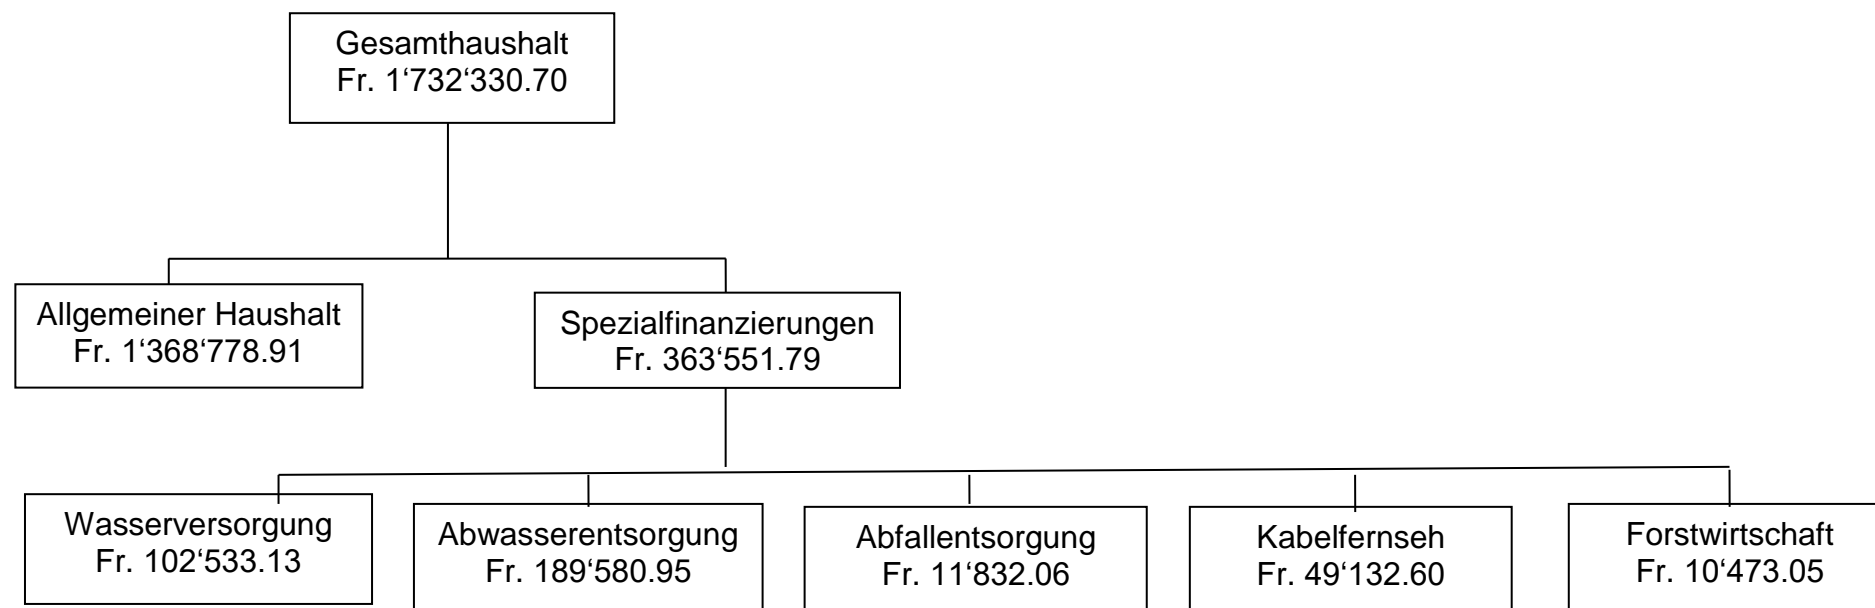 Gesamthaushalt
Fr. 1‘732‘330.70
Allgemeiner Haushalt
Fr. 1‘368‘778.91
Spezialfinanzierungen
Fr. 363‘551.79
Wasserversorgung
Fr. 102‘533.13
Abwasserentsorgung
Fr. 189‘580.95
Abfallentsorgung
Fr. 11‘832.06
Kabelfernseh
Fr. 49‘132.60
Forstwirtschaft
Fr. 10‘473.05